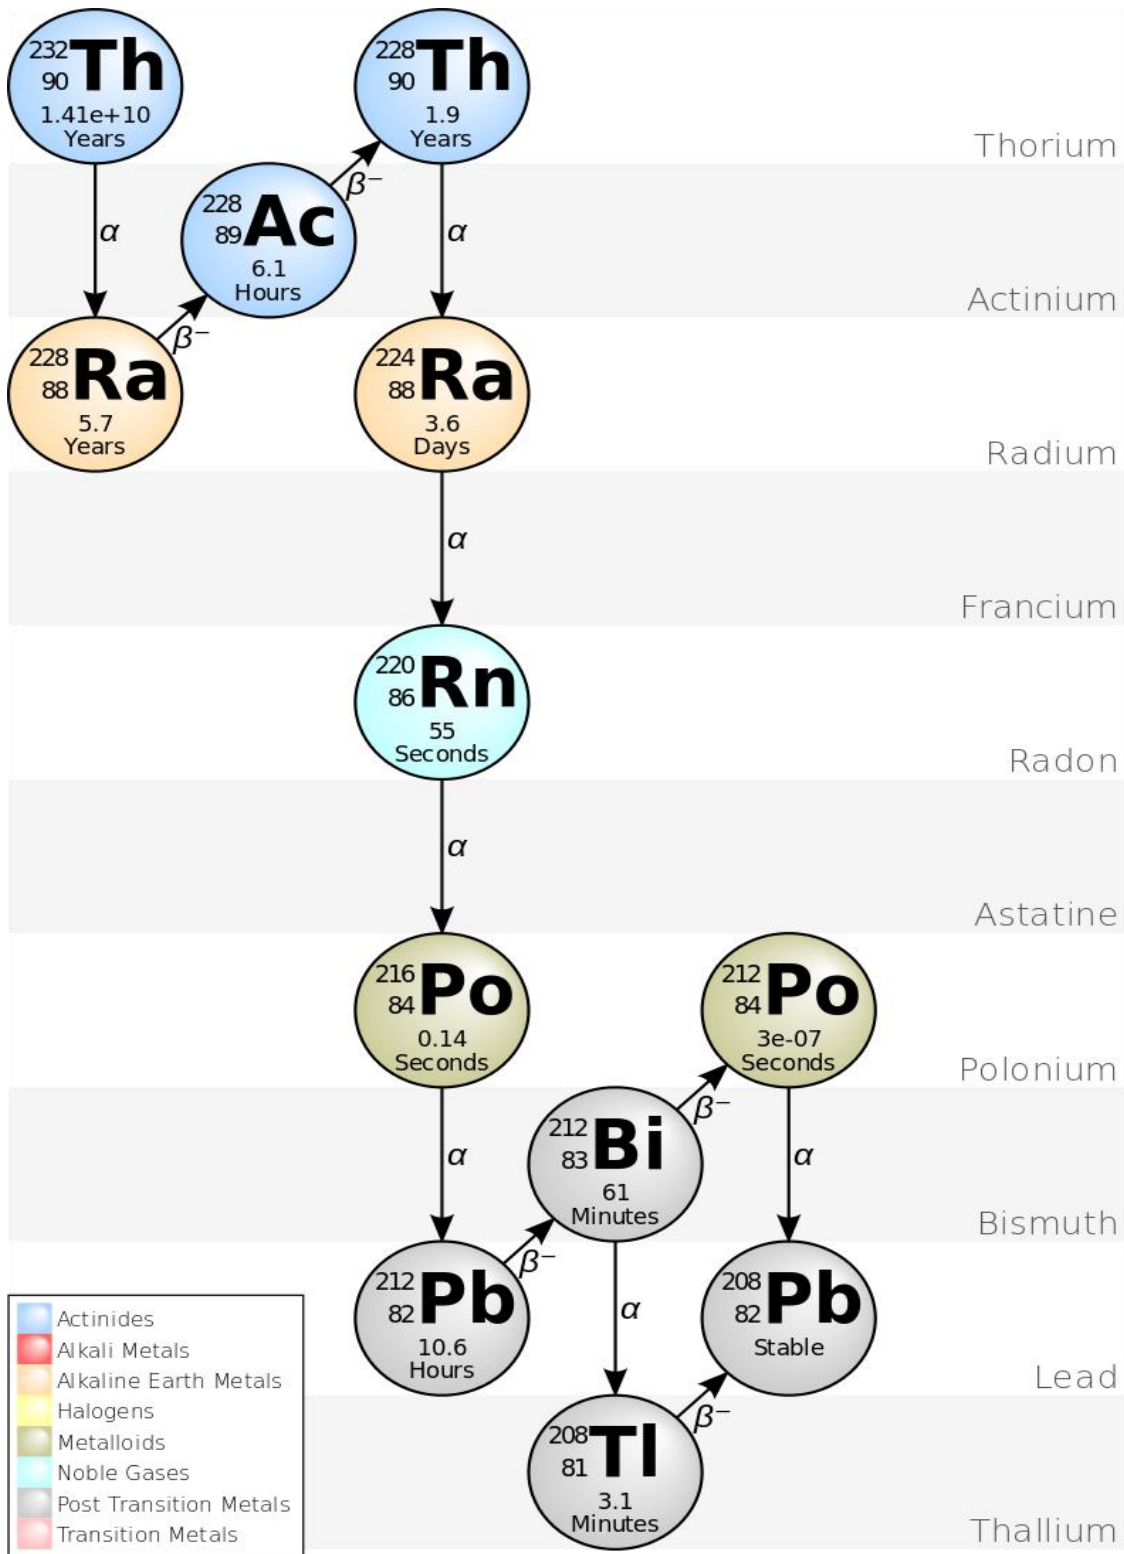 232
90 Th
1.41e+10
Years
228
90 Th
1.9
Years
Thorium
β⁻
228
89 Ac
6.1
Hours
α
α
Actinium
β⁻
228
88 Ra
5.7
Years
224
88 Ra
3.6
Days
Radium
α
Francium
220
86 Rn
55
Seconds
Radon
α
Astatine
216
84 Po
0.14
Seconds
212
84 Po
3e-07
Seconds
Polonium
β⁻
212
83 Bi
61
Minutes
α
α
Bismuth
β⁻
212
82 Pb
10.6
Hours
α
208
82 Pb
Stable
Lead
β⁻
208
81 Tl
3.1
Minutes
Thallium
Actinides
Alkali Metals
Alkaline Earth Metals
Halogens
Metalloids
Noble Gases
Post Transition Metals
Transition Metals